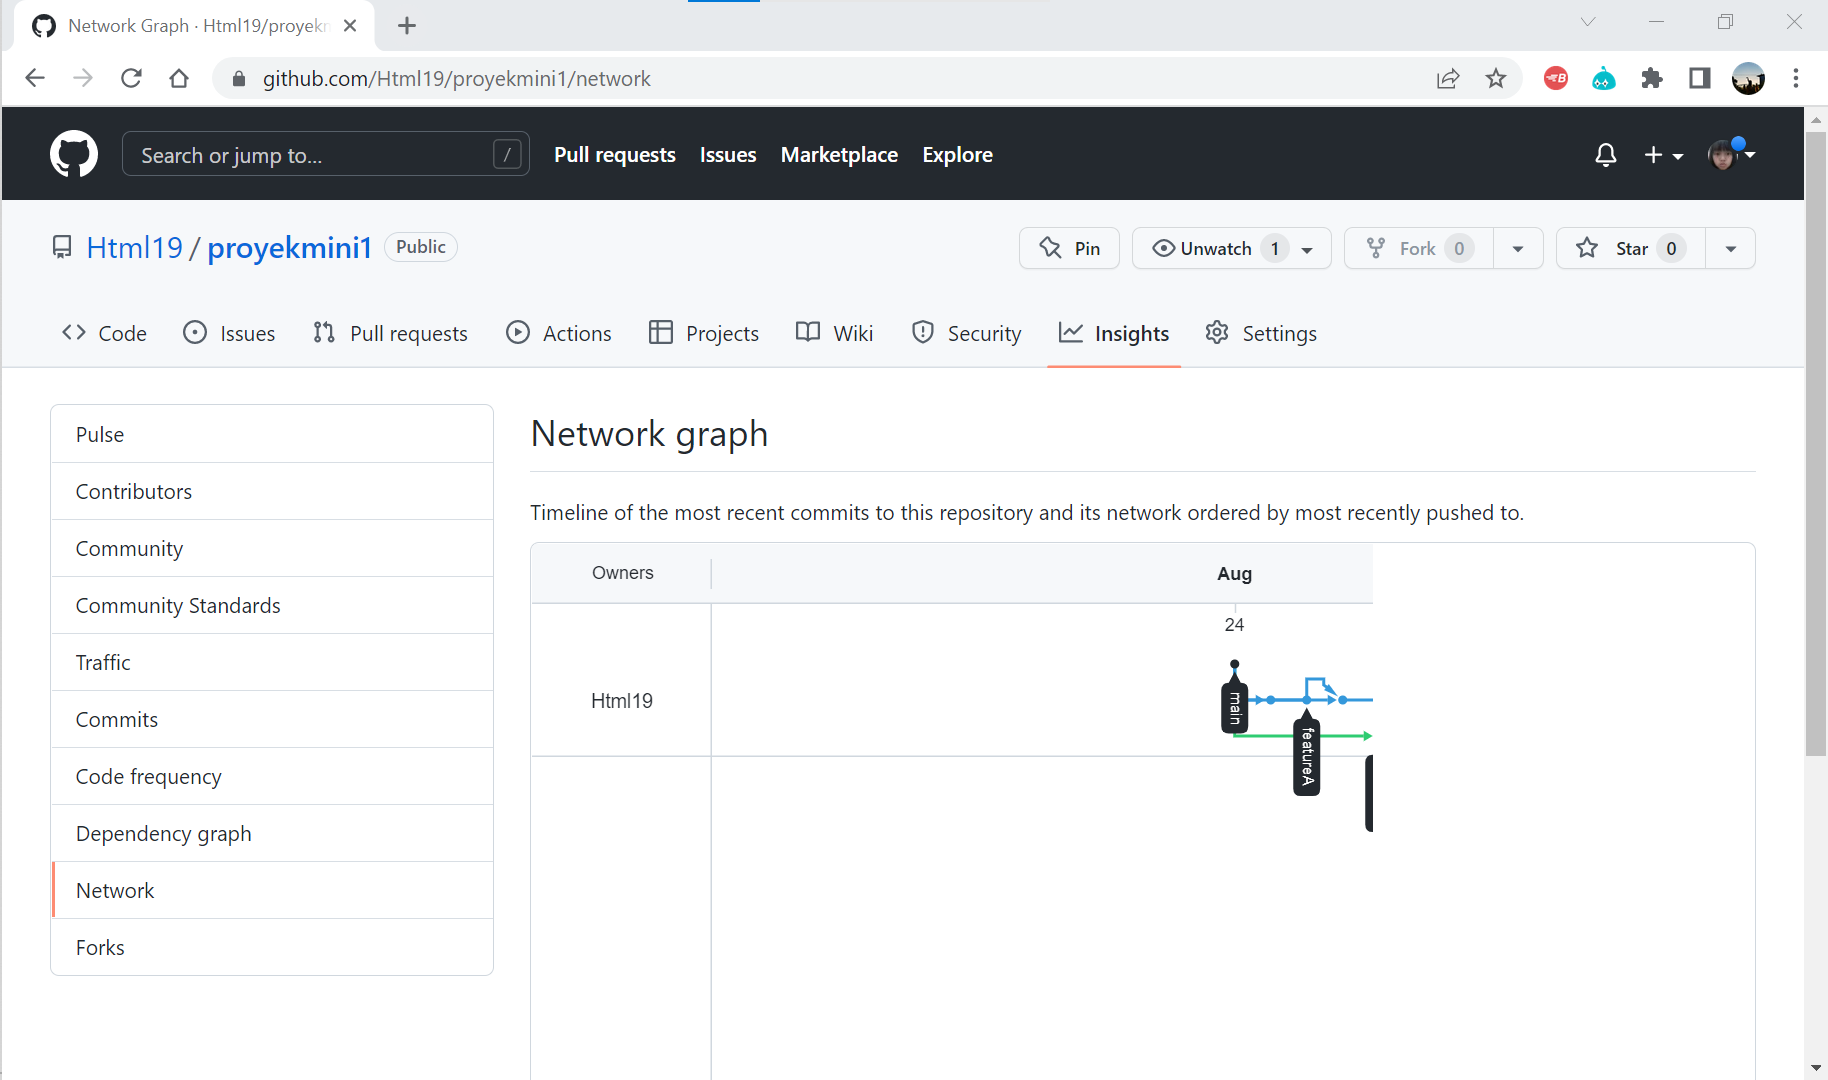 Network Graph · Html19/proyekn
github.com/Html19/proyekmini1/network
Search or jump to...
/
Pull requests
Issues
Marketplace
Explore
Html19 / proyekmini1
Public
Pin
Unwatch 1
Fork 0
Star 0
Code
Issues
Pull requests
Actions
Projects
Wiki
Security
Insights
Settings
Pulse
Contributors
Community
Community Standards
Traffic
Commits
Code frequency
Dependency graph
Network
Forks
Network graph
Timeline of the most recent commits to this repository and its network ordered by most recently pushed to.
Owners
Aug
24
Html19
main
featureA